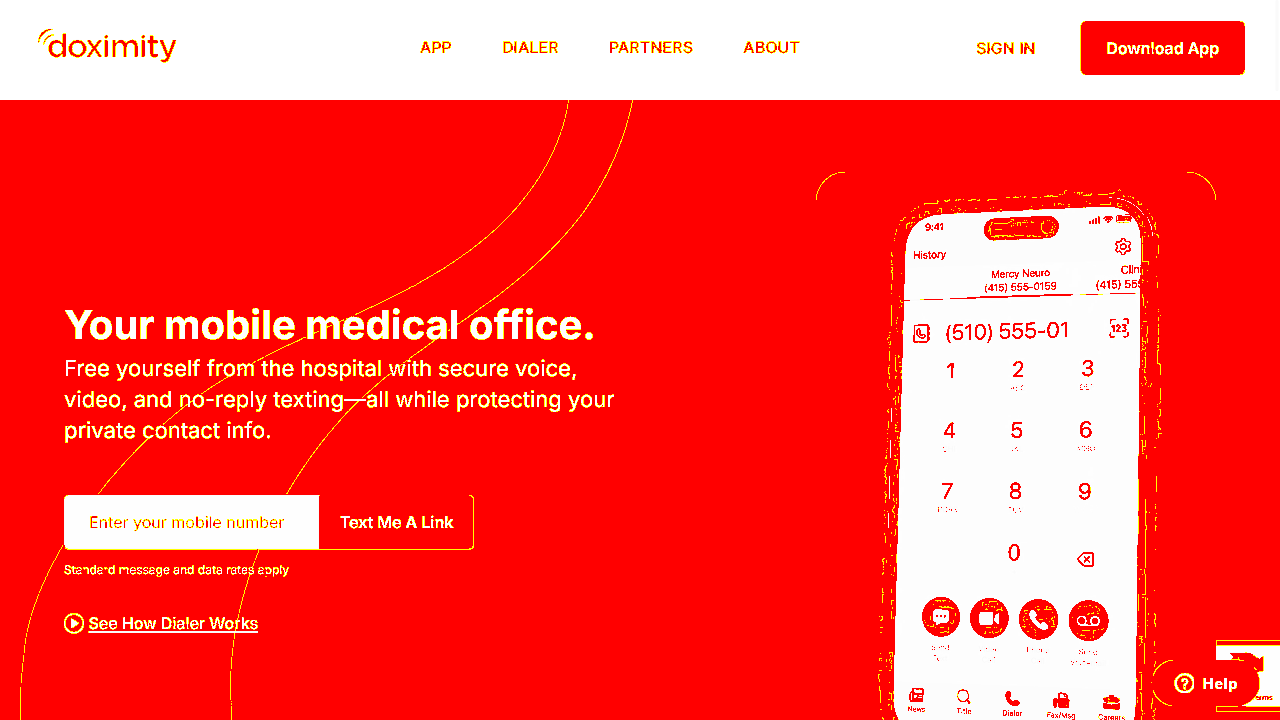 doximity
APP DIALER PARTNERS ABOUT
SIGN IN
Download App
Your mobile medical office.
Free yourself from the hospital with secure voice,
video, and no-reply texting—all while protecting your
private contact info.
Enter your mobile number
Text Me A Link
Standard message and data rates apply
See How Dialer Works
9:41
History
Mercy Neuro
(415) 555-0159
Clin
(415) 555
(510) 555-01
123
1 2 3
4 5 6
7 8 9
0
News
Title
Dialer
Fax/Msg
Careers
Help